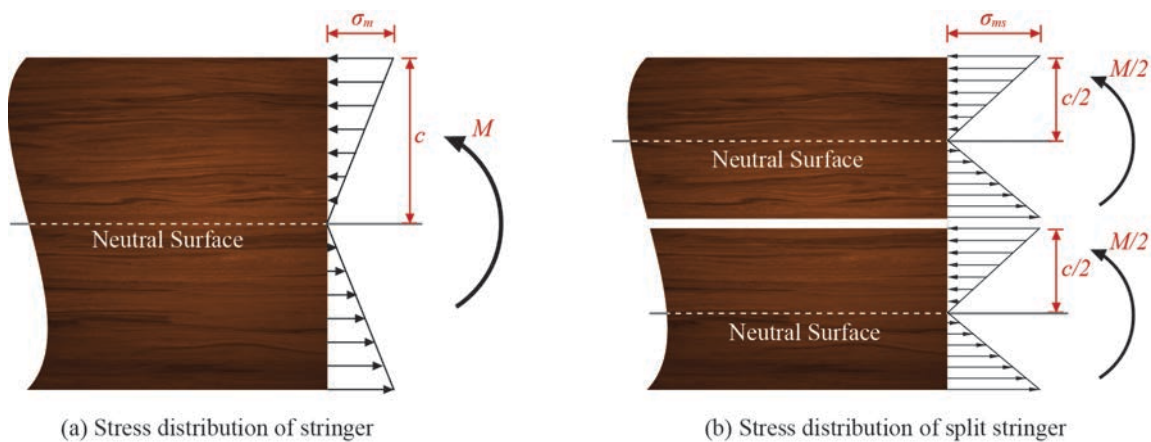 σm
c
M
Neutral Surface
(a) Stress distribution of stringer
σms
M/2
c/2
Neutral Surface
M/2
c/2
Neutral Surface
(b) Stress distribution of split stringer